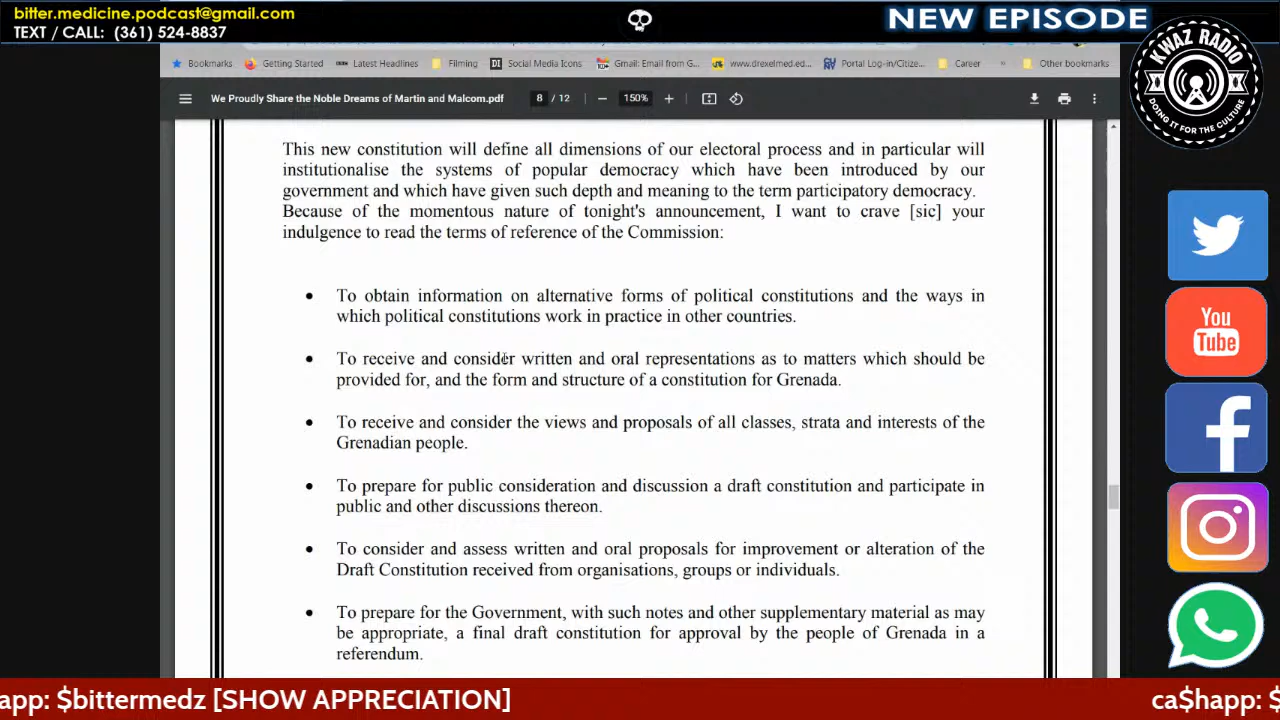 bitter.medicine.podcast@gmail.com
TEXT / CALL: (361) 524-8837
NEW EPISODE
KWAZ RADIO
DOING IT FOR THE CULTURE
Bookmarks
Getting Started
Latest Headlines
Filming
Social Media Icons
Gmail: Email from G...
www.drexelmed.ed...
Portal Log-in/Citize...
Career
»
Other bookmarks
We Proudly Share the Noble Dreams of Martin and Malcom.pdf
8 / 12
150%
This new constitution will define all dimensions of our electoral process and in particular will
institutionalise the systems of popular democracy which have been introduced by our
government and which have given such depth and meaning to the term participatory democracy.
Because of the momentous nature of tonight's announcement, I want to crave [sic] your
indulgence to read the terms of reference of the Commission:
• To obtain information on alternative forms of political constitutions and the ways in
which political constitutions work in practice in other countries.
• To receive and consider written and oral representations as to matters which should be
provided for, and the form and structure of a constitution for Grenada.
• To receive and consider the views and proposals of all classes, strata and interests of the
Grenadian people.
• To prepare for public consideration and discussion a draft constitution and participate in
public and other discussions thereon.
• To consider and assess written and oral proposals for improvement or alteration of the
Draft Constitution received from organisations, groups or individuals.
• To prepare for the Government, with such notes and other supplementary material as may
be appropriate, a final draft constitution for approval by the people of Grenada in a
referendum.
You
Tube
app: $bittermedz [SHOW APPRECIATION]
ca$happ: $